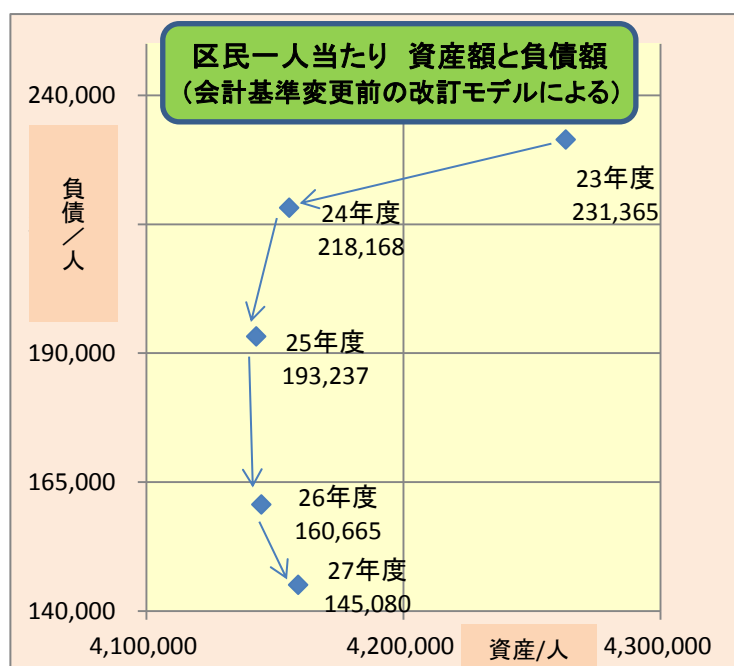 区民一人当たり 資産額と負債額
（会計基準変更前の改訂モデルによる）
240,000
負債／人
190,000
165,000
140,000
23年度
231,365
24年度
218,168
25年度
193,237
26年度
160,665
27年度
145,080
4,100,000
4,200,000
資産/人
4,300,000